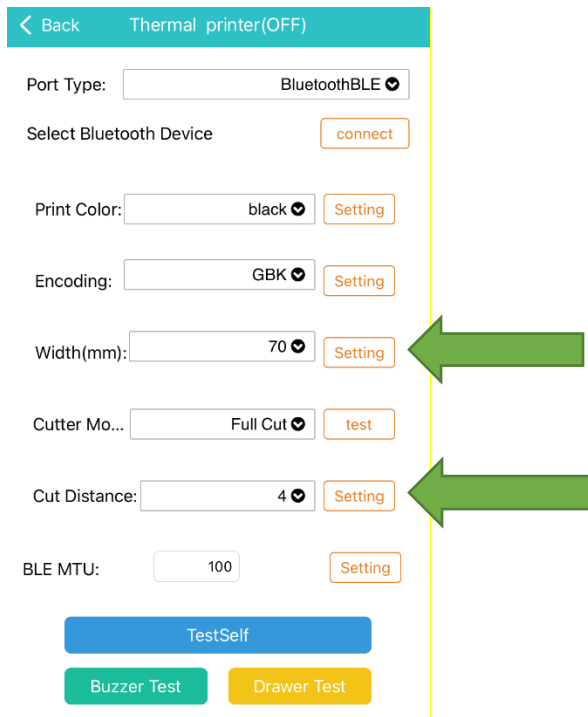 Back Thermal printer(OFF)
Port Type: BluetoothBLE
Select Bluetooth Device connect
Print Color: black Setting
Encoding: GBK Setting
Width(mm): 70 Setting
Cutter Mo... Full Cut test
Cut Distance: 4 Setting
BLE MTU: 100 Setting
TestSelf
Buzzer Test Drawer Test